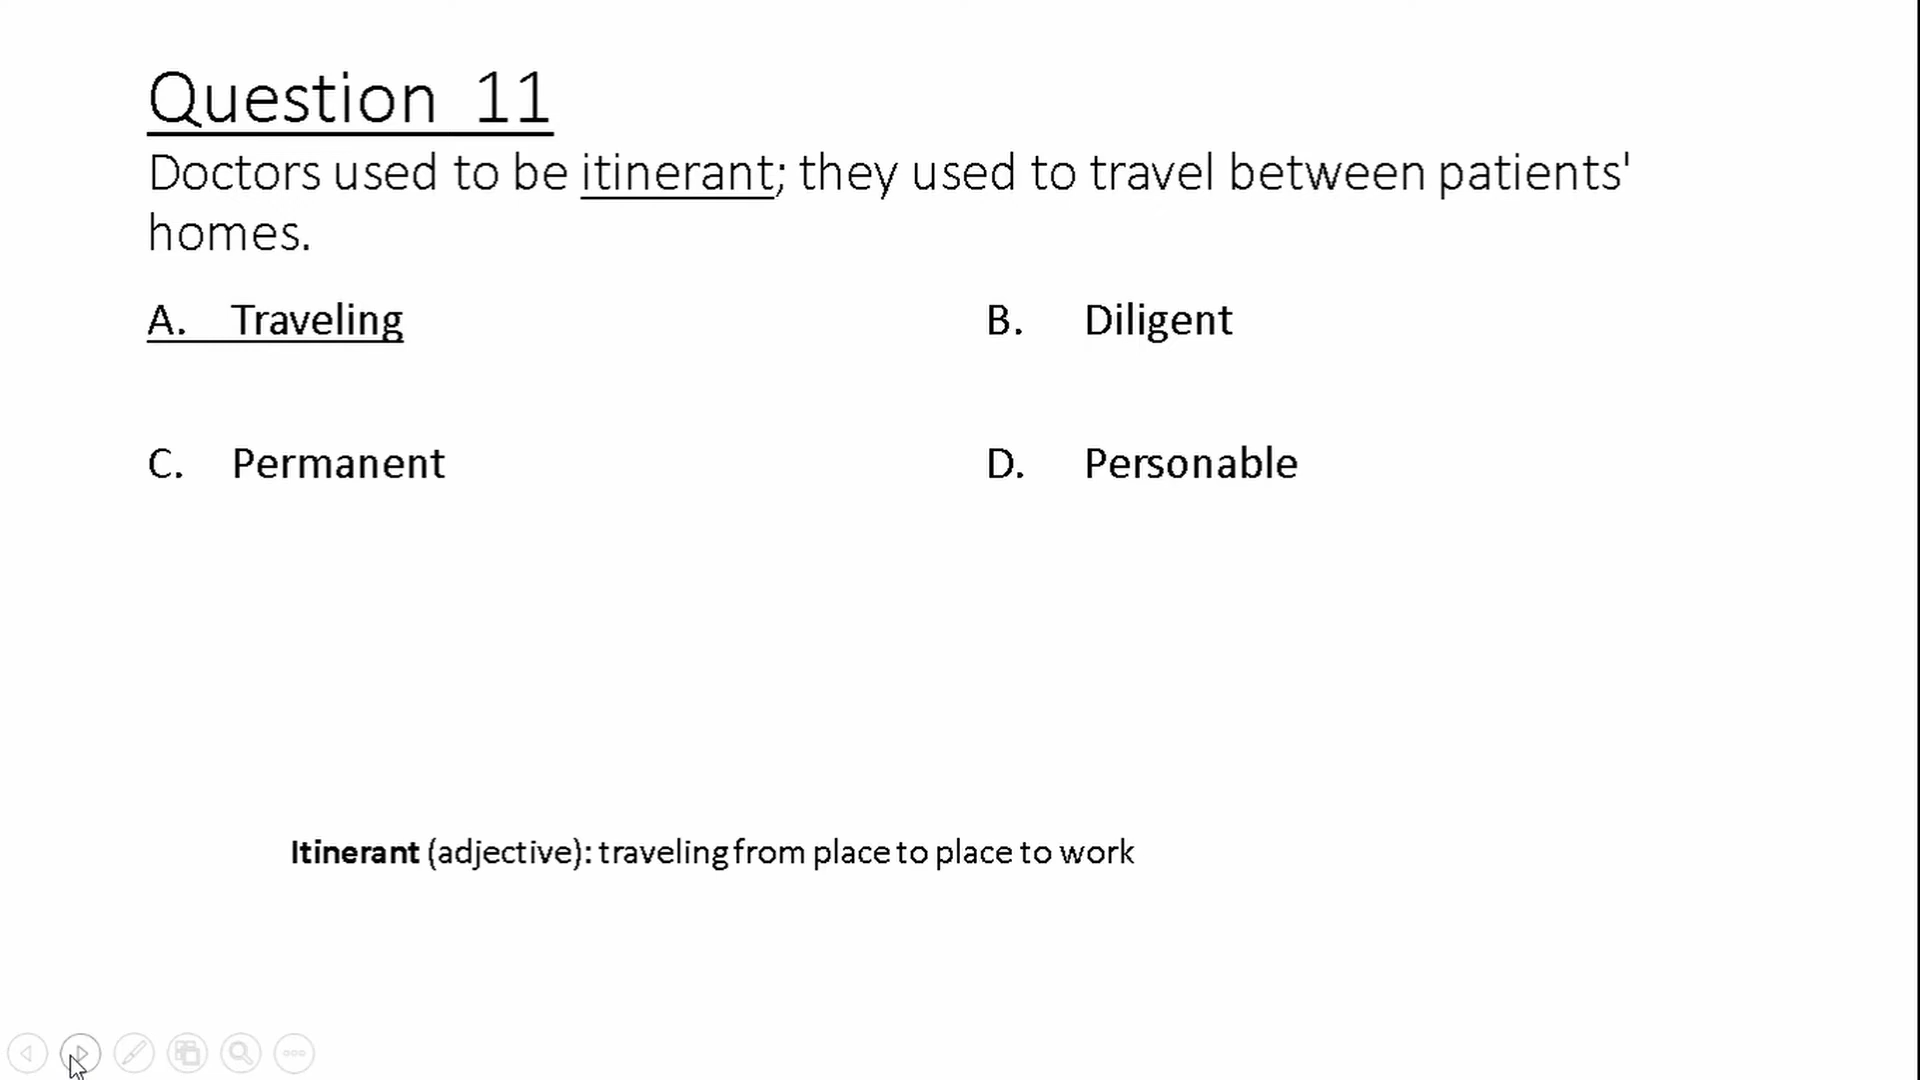 Question 11
Doctors used to be itinerant; they used to travel between patients'
homes.
A. Traveling
B. Diligent
C. Permanent
D. Personable
Itinerant (adjective): traveling from place to place to work